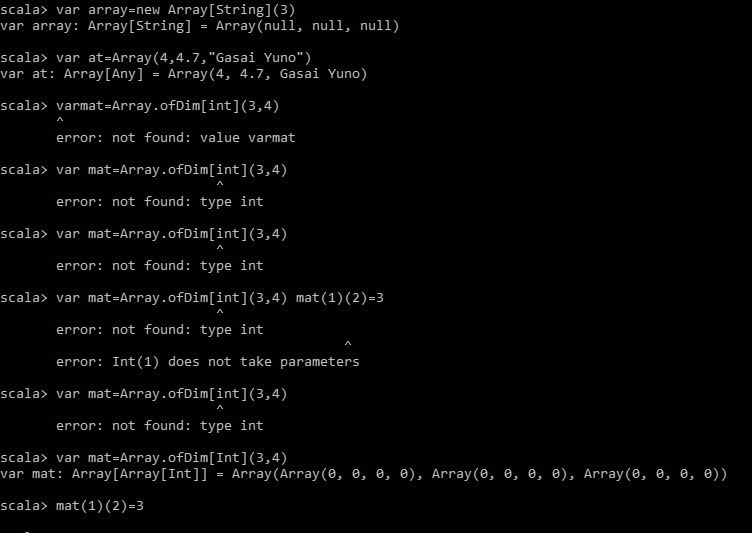 scala> var array=new Array[String](3)
var array: Array[String] = Array(null, null, null)
scala> var at=Array(4,4.7,"Gasai Yuno")
var at: Array[Any] = Array(4, 4.7, Gasai Yuno)
scala> varmat=Array.ofDim[int](3,4)
^
error: not found: value varmat
scala> var mat=Array.ofDim[int](3,4)
^
error: not found: type int
scala> var mat=Array.ofDim[int](3,4)
^
error: not found: type int
scala> var mat=Array.ofDim[int](3,4) mat(1)(2)=3
^
error: not found: type int
^
error: Int(1) does not take parameters
scala> var mat=Array.ofDim[int](3,4)
^
error: not found: type int
scala> var mat=Array.ofDim[Int](3,4)
var mat: Array[Array[Int]] = Array(Array(0, 0, 0, 0), Array(0, 0, 0, 0), Array(0, 0, 0, 0))
scala> mat(1)(2)=3